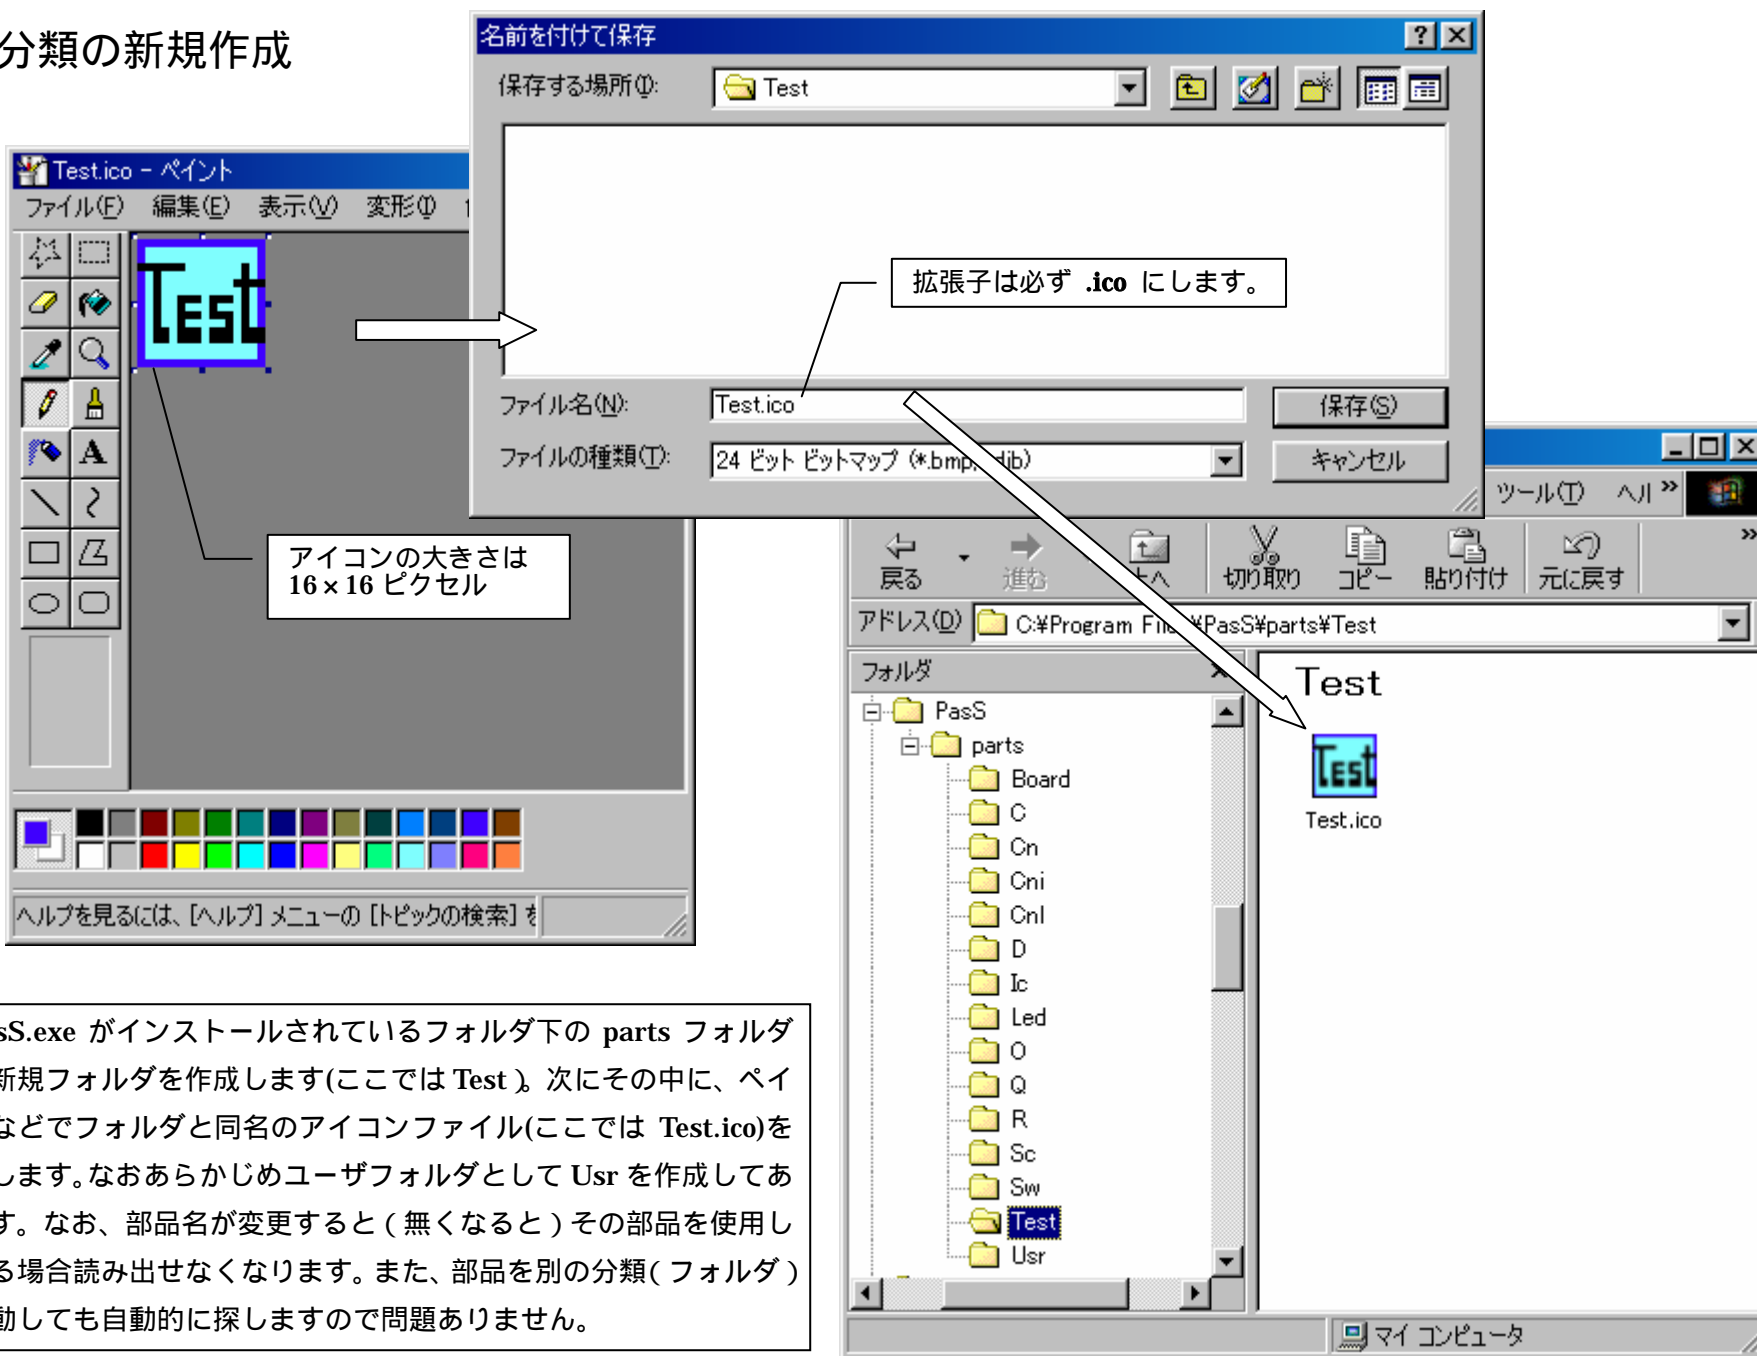 分類の新規作成
名前を付けて保存
保存する場所(I):
Test
Test.ico - ペイント
ファイル(F) 編集(E) 表示(V) 変形(I)
Test
拡張子は必ず .ico にします。
ファイル名(N):
Test.ico
保存(S)
ファイルの種類(T):
24 ビット ビットマップ (*.bmp;*.dib)
キャンセル
アイコンの大きさは
16×16 ピクセル
ツール(T) ヘル »
戻る 進む 上へ 切り取り コピー 貼り付け 元に戻す »
アドレス(D) C:¥Program Files¥PasS¥parts¥Test
フォルダ
PasS
parts
Board
C
Cn
Cni
Cnl
D
Ic
Led
O
Q
R
Sc
Sw
Test
Usr
Test
Test
Test.ico
マイ コンピュータ
ヘルプを見るには、[ヘルプ] メニューの [トピックの検索] を
sS.exe がインストールされているフォルダ下の parts フォルダ
新規フォルダを作成します(ここでは Test )。次にその中に、ペイ
などでフォルダと同名のアイコンファイル(ここでは Test.ico)を
します。なおあらかじめユーザフォルダとして Usr を作成してあ
す。なお、部品名が変更すると(無くなると)その部品を使用し
る場合読み出せなくなります。また、部品を別の分類(フォルダ)
動しても自動的に探しますので問題ありません。